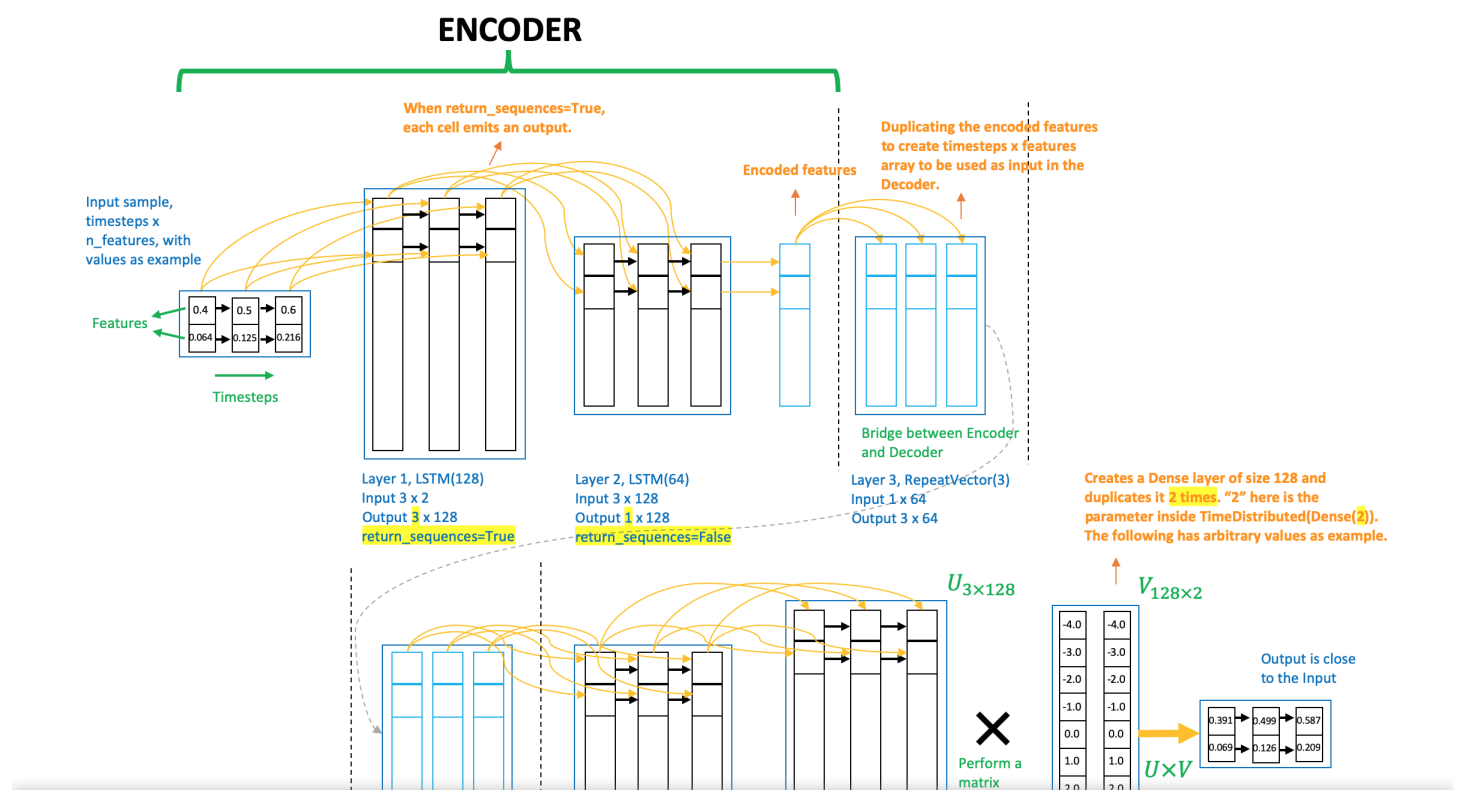 ENCODER
When return_sequences=True,
each cell emits an output.
Duplicating the encoded features
to create timesteps x features
array to be used as input in the
Decoder.
Encoded features
Input sample,
timesteps x
n_features, with
values as example
Features
0.4
0.5
0.6
0.064
0.125
0.216
Timesteps
Bridge between Encoder
and Decoder
Layer 1, LSTM(128)
Input 3 x 2
Output 3 x 128
return_sequences=True
Layer 2, LSTM(64)
Input 3 x 128
Output 1 x 128
return_sequences=False
Layer 3, RepeatVector(3)
Input 1 x 64
Output 3 x 64
Creates a Dense layer of size 128 and
duplicates it 2 times. “2” here is the
parameter inside TimeDistributed(Dense(2)).
The following has arbitrary values as example.
U3×128
V128×2
-4.0 -4.0
-3.0 -3.0
-2.0 -2.0
-1.0 -1.0
0.0 0.0
1.0 1.0
2.0 2.0
Perform a
matrix
U×V
Output is close
to the Input
0.391
0.499
0.587
0.069
0.126
0.209